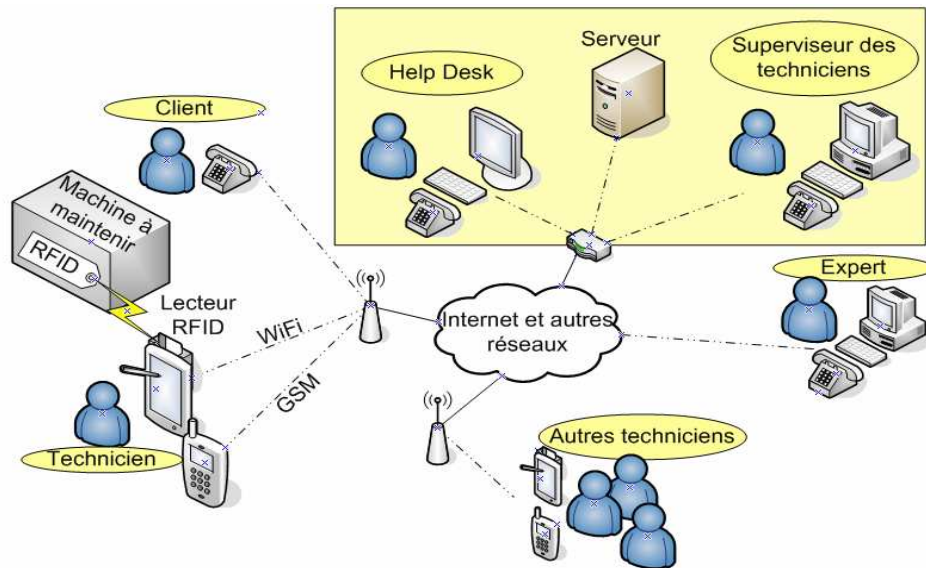 Serveur
Superviseur des
techniciens
Help Desk
Client
Machine à
maintenir
RFID
Lecteur
RFID
WiFi
GSM
Technicien
Internet et autres
réseaux
Expert
Autres techniciens